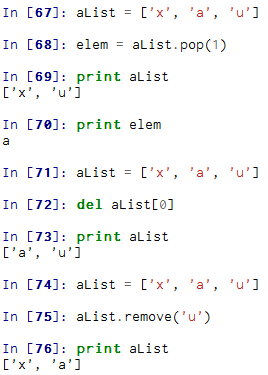 In [67]: aList = ['x', 'a', 'u']
In [68]: elem = aList.pop(1)
In [69]: print aList
['x', 'u']
In [70]: print elem
a
In [71]: aList = ['x', 'a', 'u']
In [72]: del aList[0]
In [73]: print aList
['a', 'u']
In [74]: aList = ['x', 'a', 'u']
In [75]: aList.remove('u')
In [76]: print aList
['x', 'a']